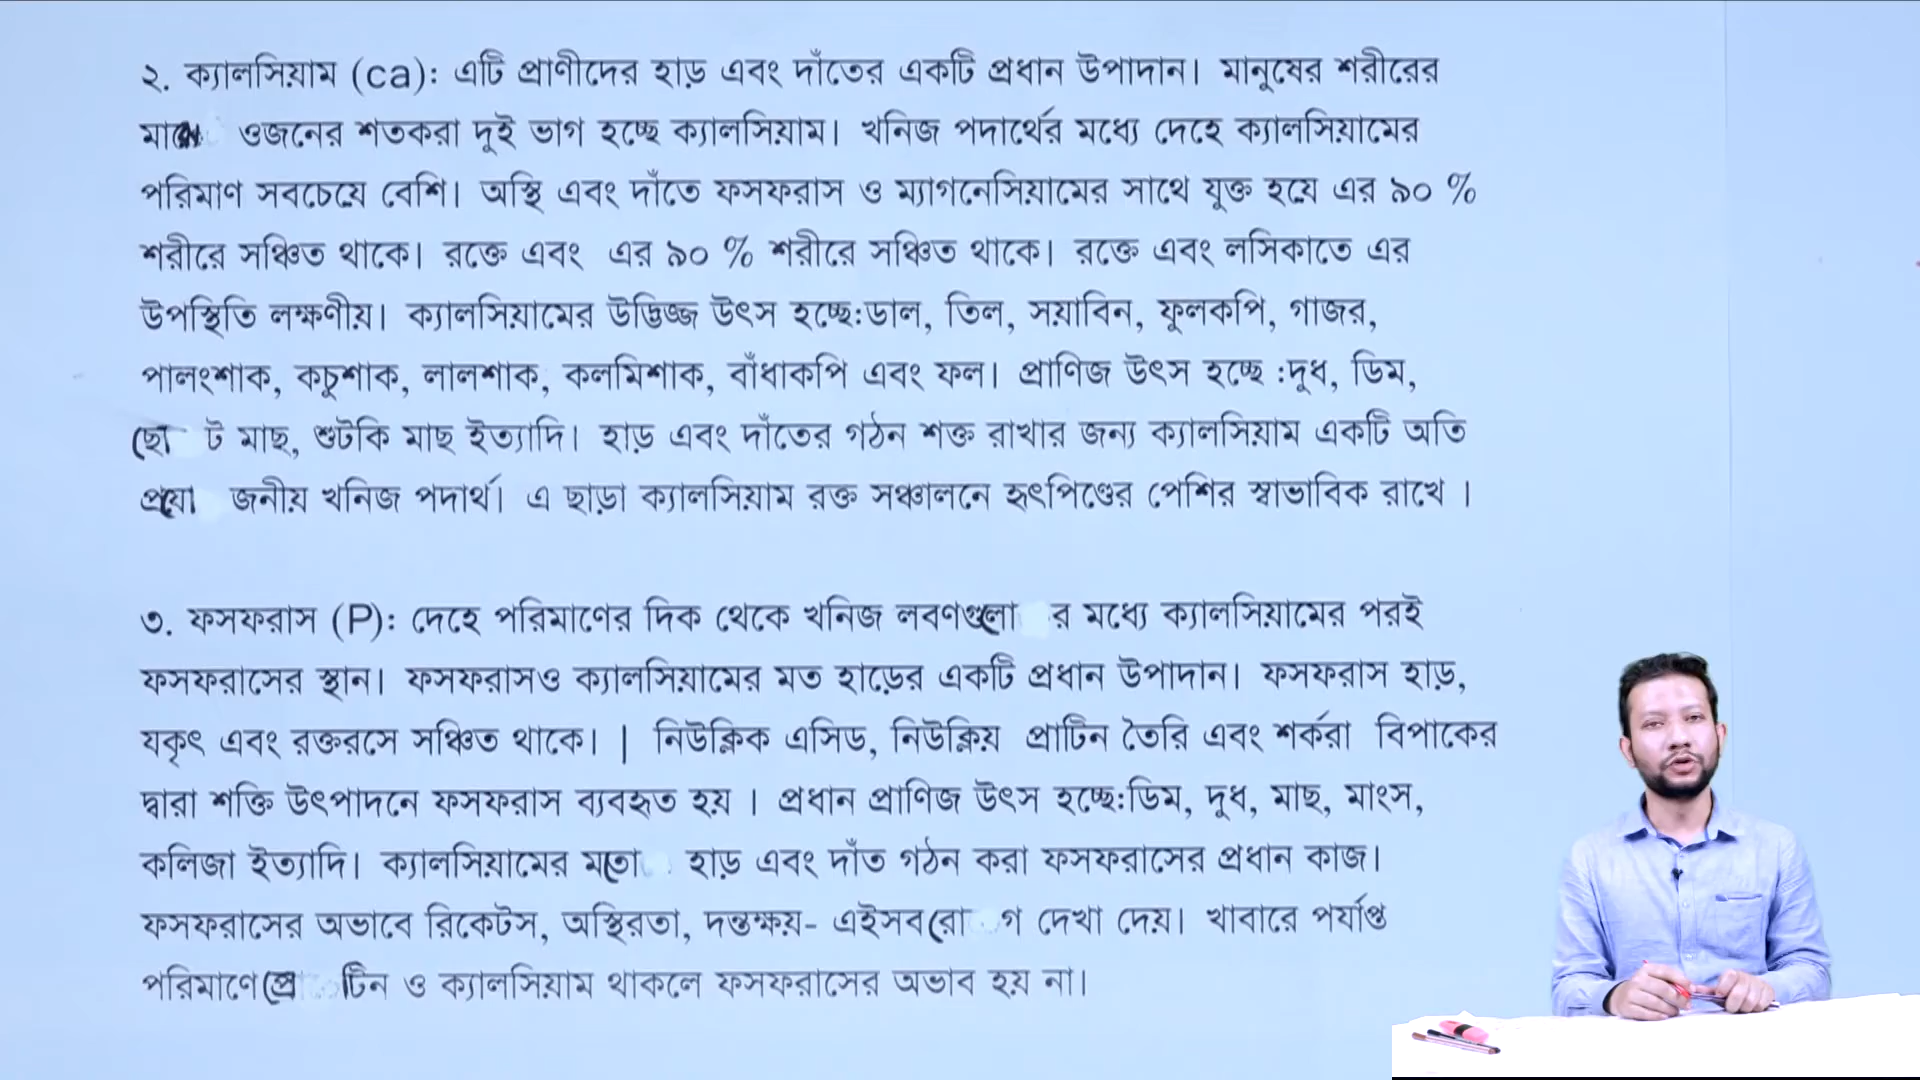 ২. ক্যালসিয়াম (ca): এটি প্রাণীদের হাড় এবং দাঁতের একটি প্রধান উপাদান। মানুষের শরীরের
ওজনের শতকরা দুই ভাগ হচ্ছে ক্যালসিয়াম। খনিজ পদার্থের মধ্যে দেহে ক্যালসিয়ামের
পরিমাণ সবচেয়ে বেশি। অস্থি এবং দাঁতে ফসফরাস ও ম্যাগনেসিয়ামের সাথে যুক্ত হয়ে এর ৯০ %
শরীরে সঞ্চিত থাকে। রক্তে এবং এর ৯০ % শরীরে সঞ্চিত থাকে। রক্তে এবং লসিকাতে এর
উপস্থিতি লক্ষণীয়। ক্যালসিয়ামের উদ্ভিজ্জ উৎস হচ্ছে:ডাল, তিল, সয়াবিন, ফুলকপি, গাজর,
পালংশাক, কচুশাক, লালশাক, কলমিশাক, বাঁধাকপি এবং ফল। প্রাণিজ উৎস হচ্ছে :দুধ, ডিম,
ছো ট মাছ, শুটকি মাছ ইত্যাদি। হাড় এবং দাঁতের গঠন শক্ত রাখার জন্য ক্যালসিয়াম একটি অতি
প্রয়ো জনীয় খনিজ পদার্থ। এ ছাড়া ক্যালসিয়াম রক্ত সঞ্চালনে হৃৎপিণ্ডের পেশির স্বাভাবিক রাখে ।
৩. ফসফরাস (P): দেহে পরিমাণের দিক থেকে খনিজ লবণগুলো র মধ্যে ক্যালসিয়ামের পরই
ফসফরাসের স্থান। ফসফরাসও ক্যালসিয়ামের মত হাড়ের একটি প্রধান উপাদান। ফসফরাস হাড়,
যকৃৎ এবং রক্তরসে সঞ্চিত থাকে। | নিউক্লিক এসিড, নিউক্লিয় প্রাটিন তৈরি এবং শর্করা বিপাকের
দ্বারা শক্তি উৎপাদনে ফসফরাস ব্যবহৃত হয় । প্রধান প্রাণিজ উৎস হচ্ছে:ডিম, দুধ, মাছ, মাংস,
কলিজা ইত্যাদি। ক্যালসিয়ামের মতো হাড় এবং দাঁত গঠন করা ফসফরাসের প্রধান কাজ।
ফসফরাসের অভাবে রিকেটস, অস্থিরতা, দন্তক্ষয়- এইসব রো গ দেখা দেয়। খাবারে পর্যাপ্ত
পরিমাণে প্রো টিন ও ক্যালসিয়াম থাকলে ফসফরাসের অভাব হয় না।